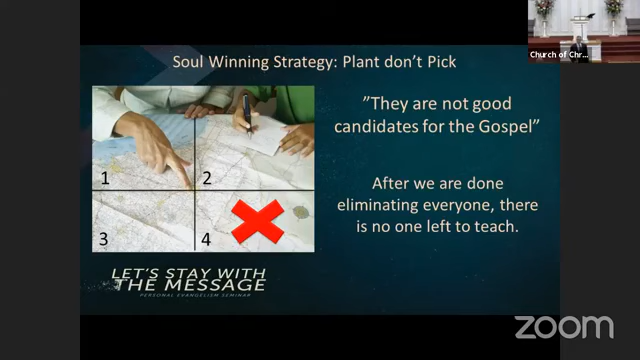 Church of Chr...
Soul Winning Strategy: Plant don't Pick
"They are not good
candidates for the Gospel"
1
2
3
4
After we are done
eliminating everyone, there
is no one left to teach.
LET'S STAY WITH
THE MESSAGE
PERSONAL EVANGELISM SEMINAR
zoom